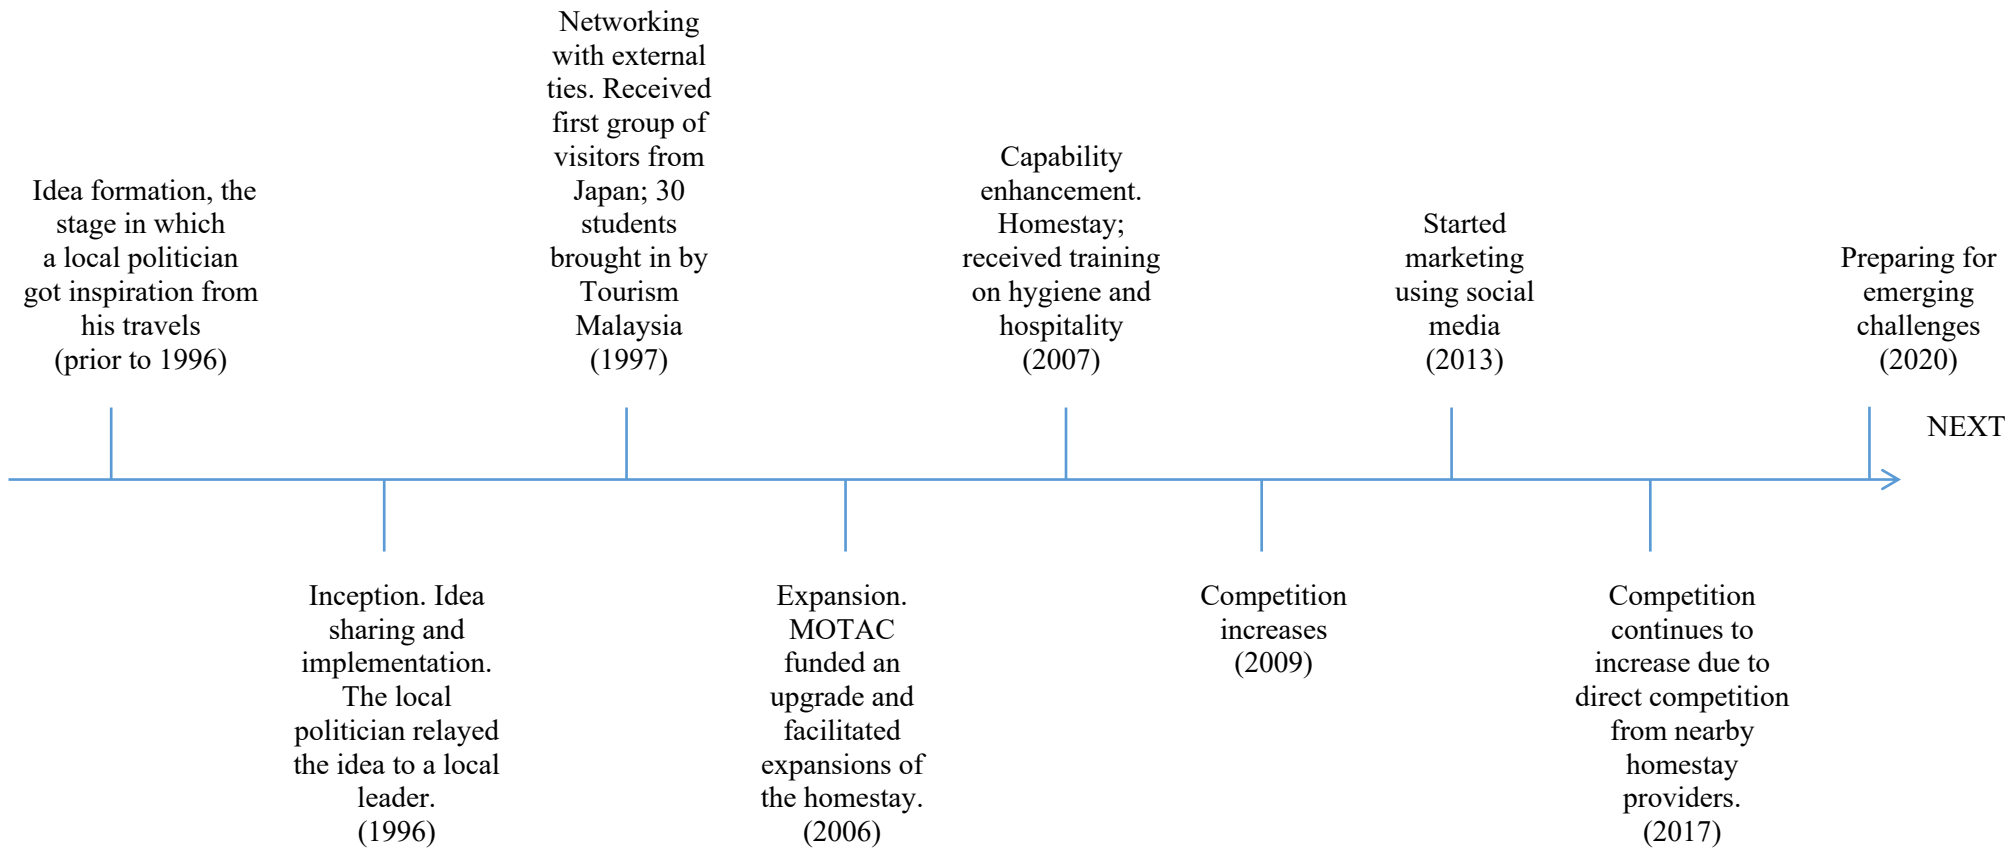 Idea formation, the
stage in which
a local politician
got inspiration from
his travels
(prior to 1996)
Inception. Idea
sharing and
implementation.
The local
politician relayed
the idea to a local
leader.
(1996)
Networking
with external
ties. Received
first group of
visitors from
Japan; 30
students
brought in by
Tourism
Malaysia
(1997)
Expansion.
MOTAC
funded an
upgrade and
facilitated
expansions of
the homestay.
(2006)
Capability
enhancement.
Homestay;
received training
on hygiene and
hospitality
(2007)
Competition
increases
(2009)
Started
marketing
using social
media
(2013)
Competition
continues to
increase due to
direct competition
from nearby
homestay
providers.
(2017)
Preparing for
emerging
challenges
(2020)
NEXT